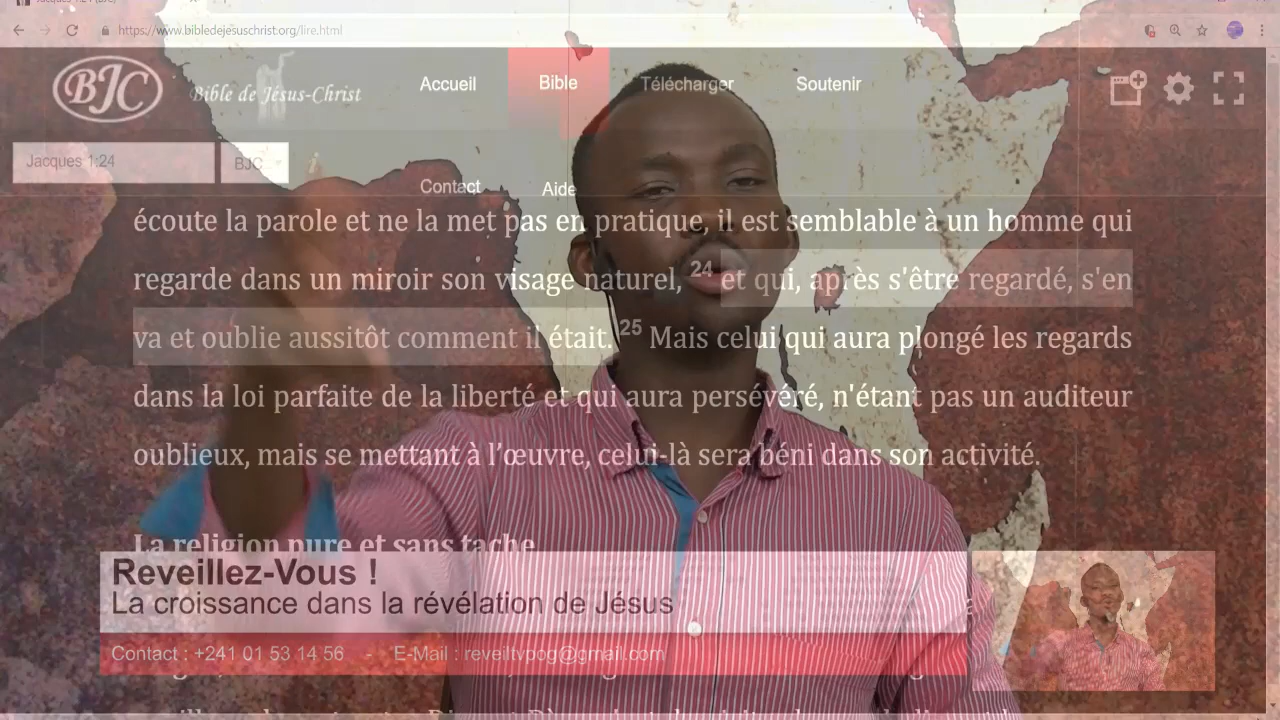 https://www.bibledejesuschrist.org/lire.html
BJC
Bible de Jésus-Christ
Accueil
Bible
Télécharger
Soutenir
Jacques 1:24
BJC
Contact
Aide
écoute la parole et ne la met pas en pratique, il est semblable à un homme qui
regarde dans un miroir son visage naturel, 24 et qui, après s'être regardé, s'en
va et oublie aussitôt comment il était. 25 Mais celui qui aura plongé les regards
dans la loi parfaite de la liberté et qui aura persévéré, n'étant pas un auditeur
oublieux, mais se mettant à l'œuvre, celui-là sera béni dans son activité.
La religion pure et sans tache
Reveillez-Vous !
La croissance dans la révélation de Jésus
Contact : +241 01 53 14 56 - E-Mail : reveiltvpog@gmail.com